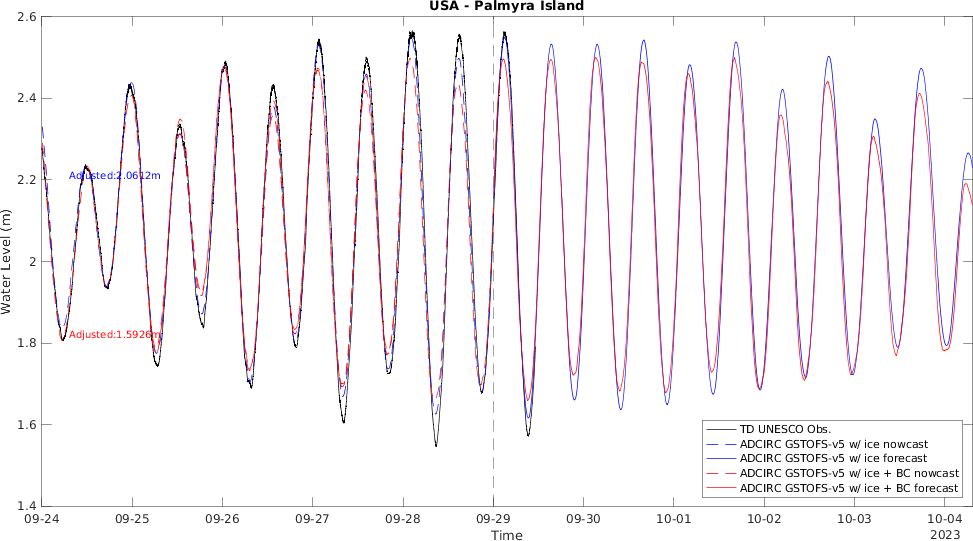 USA - Palmyra Island
2.6
2.4
2.2
2
1.8
1.6
1.4
Water Level (m)
Adjusted:2.0612m
Adjusted:1.5926m
TD UNESCO Obs.
ADCIRC GSTOFS-v5 w/ ice nowcast
ADCIRC GSTOFS-v5 w/ ice forecast
ADCIRC GSTOFS-v5 w/ ice + BC nowcast
ADCIRC GSTOFS-v5 w/ ice + BC forecast
09-24 09-25 09-26 09-27 09-28 09-29 09-30 10-01 10-02 10-03 10-04
Time 2023